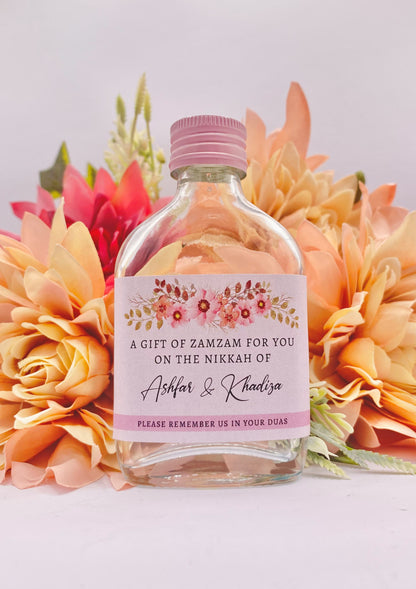 A GIFT OF ZAMZAM FOR YOU
ON THE NIKKAH OF
Ashfar & Khadiza
PLEASE REMEMBER US IN YOUR DUAS